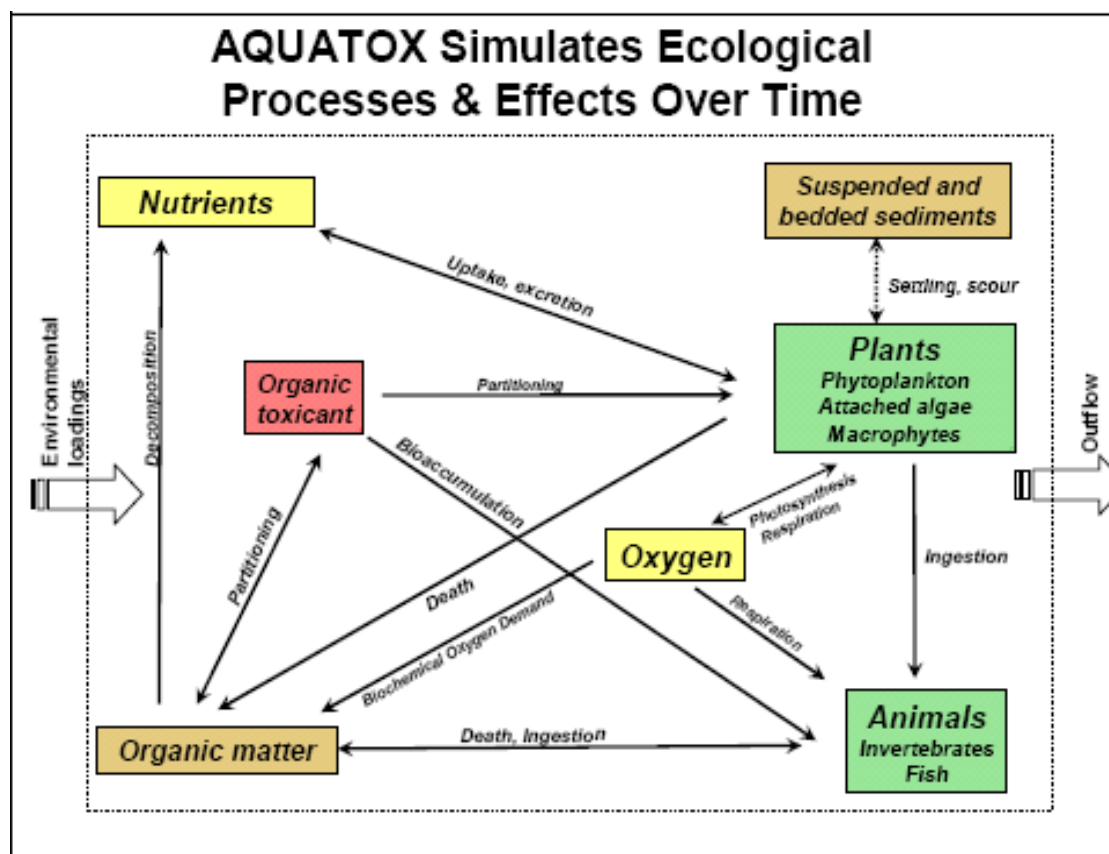 AQUATOX Simulates Ecological
Processes & Effects Over Time
Nutrients
Suspended and
bedded sediments
Uptake, excretion
Settling, scour
Environmental
loadings
Decomposition
Organic
toxicant
Partitioning
Plants
Phytoplankton
Attached algae
Macrophytes
Outflow
Bioaccumulation
Partitioning
Photosynthesis
Respiration
Oxygen
Ingestion
Death
Respiration
Biochemical Oxygen Demand
Organic matter
Death, Ingestion
Animals
Invertebrates
Fish